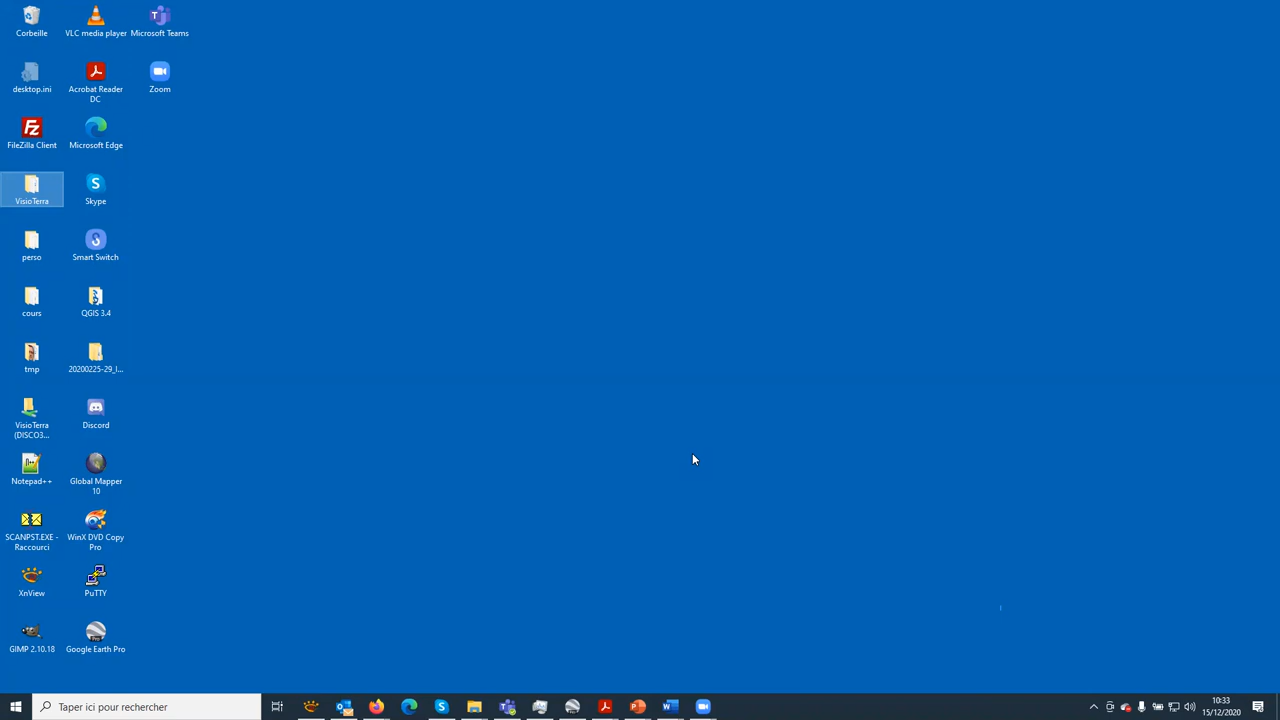 Corbeille
VLC media player
Microsoft Teams
desktop.ini
Acrobat Reader
DC
Zoom
FileZilla Client
Microsoft Edge
VisioTerra
Skype
perso
Smart Switch
cours
QGIS 3.4
tmp
20200225-29_I...
VisioTerra
(DISCO3...
Discord
Notepad++
Global Mapper
10
SCANPST.EXE -
Raccourci
WinX DVD Copy
Pro
XnView
PuTTY
GIMP 2.10.18
Google Earth Pro
Taper ici pour rechercher
10:33
15/12/2020